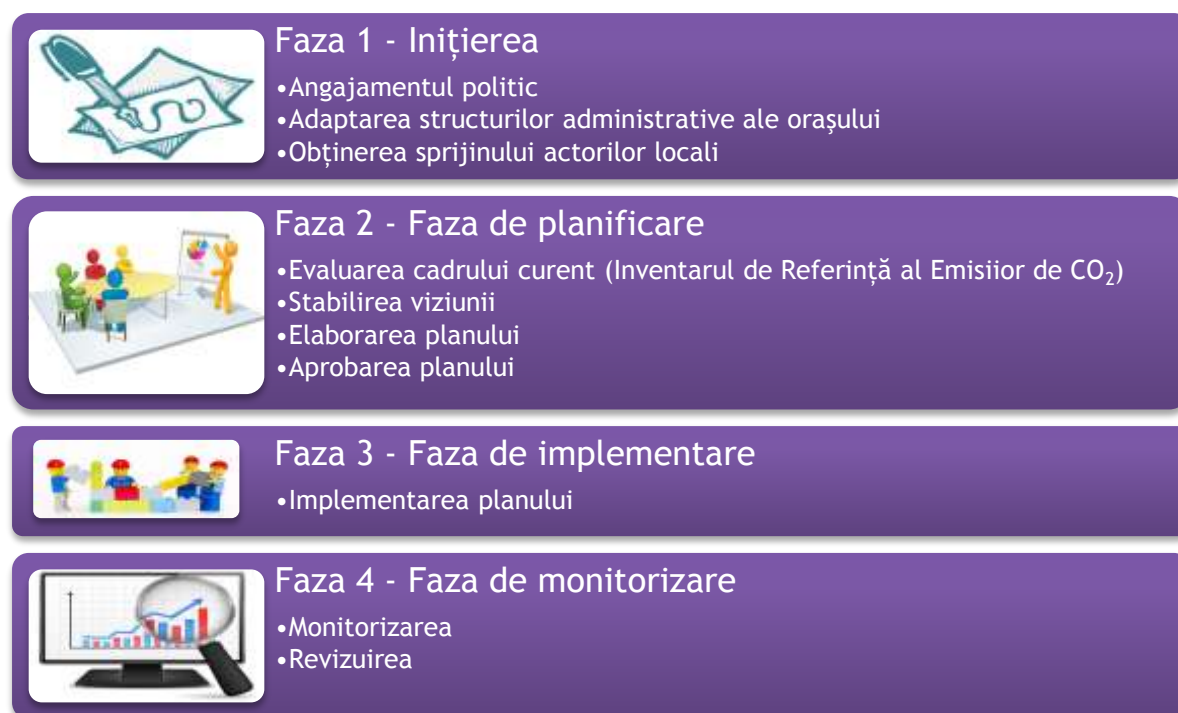 Faza 1 - Inițierea
•Angajamentul politic
•Adaptarea structurilor administrative ale orașului
•Obținerea sprijinului actorilor locali
Faza 2 - Faza de planificare
•Evaluarea cadrului curent (Inventarul de Referință al Emisiior de CO₂)
•Stabilirea viziunii
•Elaborarea planului
•Aprobarea planului
Faza 3 - Faza de implementare
•Implementarea planului
Faza 4 - Faza de monitorizare
•Monitorizarea
•Revizuirea